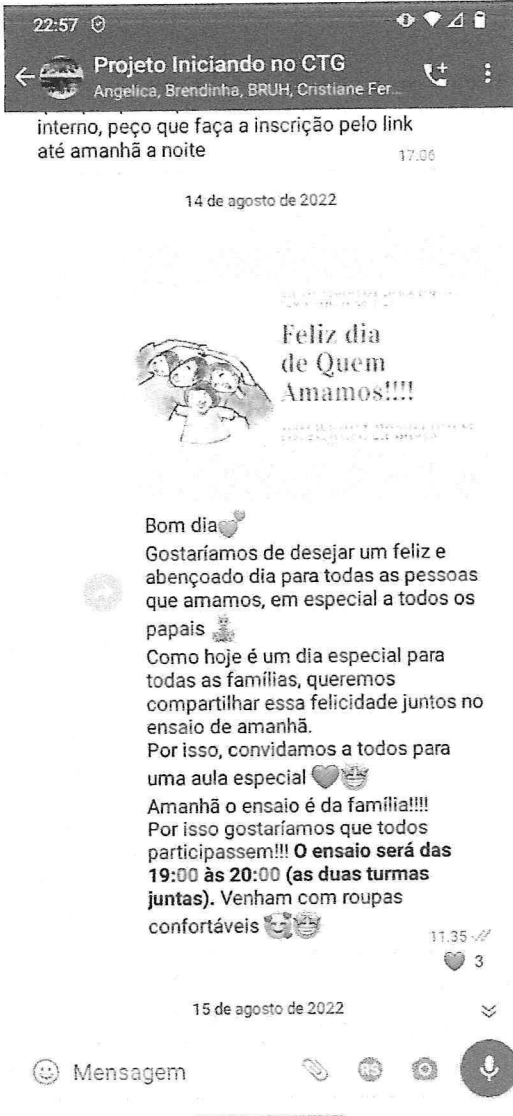 22:57
Projeto Iniciando no CTG
Angelica, Brendinha, BRUH, Cristiane Fer...
interno, peço que faça a inscrição pelo link
até amanhã a noite
17:06
14 de agosto de 2022
Feliz dia
de Quem
Amamos!!!!
Bom dia💕
Gostaríamos de desejar um feliz e
abençoado dia para todas as pessoas
que amamos, em especial a todos os
papais
Como hoje é um dia especial para
todas as famílias, queremos
compartilhar essa felicidade juntos no
ensaio de amanhã.
Por isso, convidamos a todos para
uma aula especial ❤🤩
Amanhã o ensaio é da família!!!!
Por isso gostaríamos que todos
participassem!!! O ensaio será das
19:00 às 20:00 (as duas turmas
juntas). Venham com roupas
confortáveis 🥰🤩
11:35
❤ 3
15 de agosto de 2022
Mensagem
RS